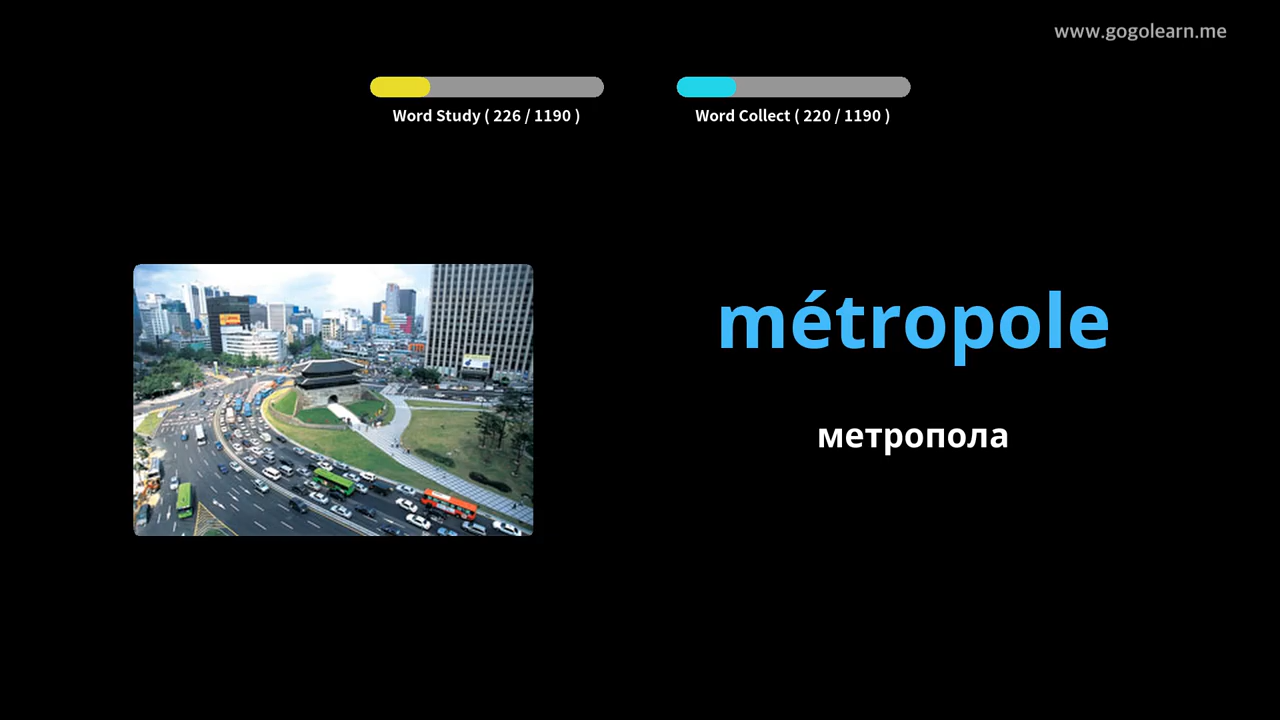 www.gogolearn.me
Word Study ( 226 / 1190 )
Word Collect ( 220 / 1190 )
métropole
метропола